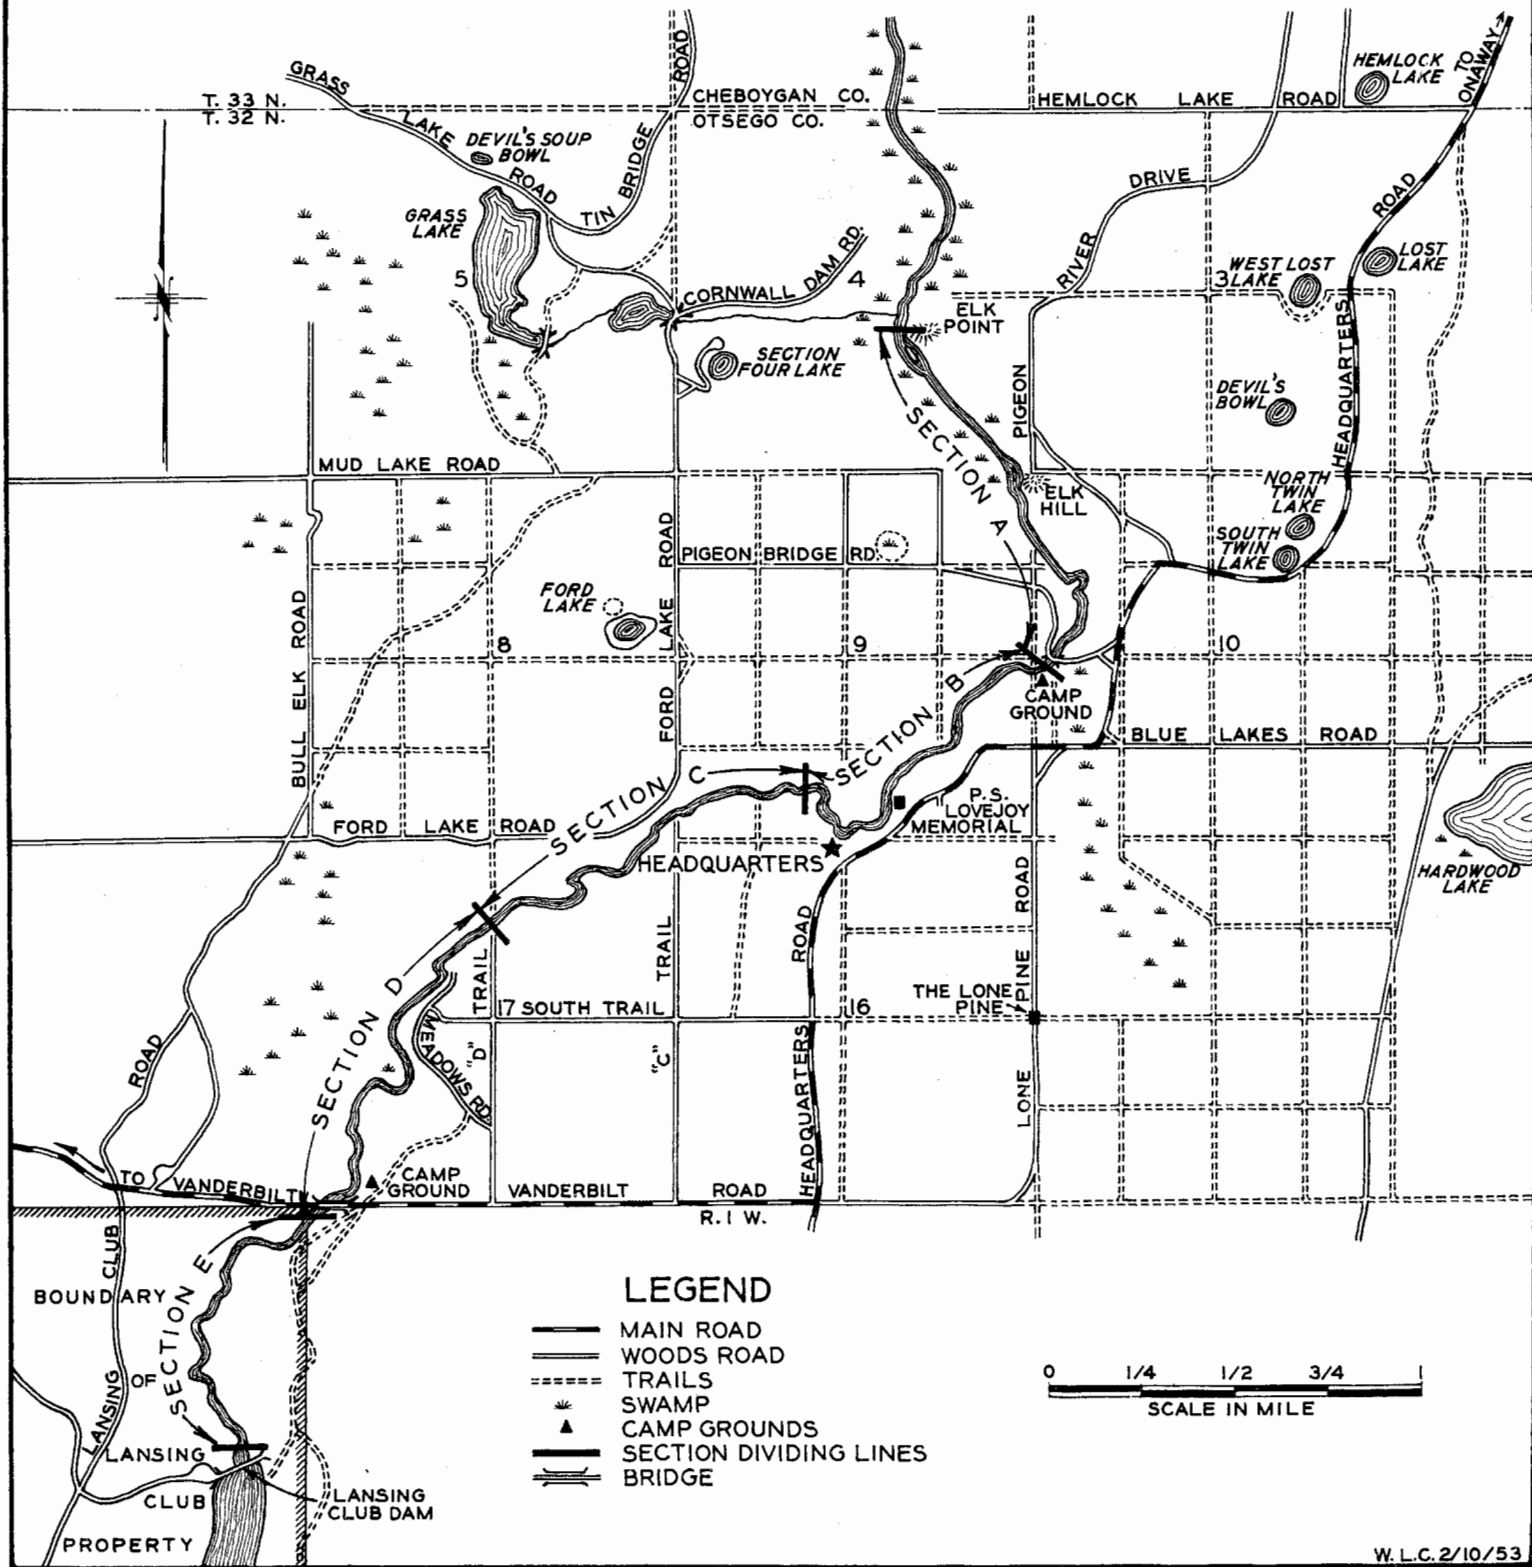 GRASS LAKE ROAD
T. 33 N.
T. 32 N.
CHEBOYGAN CO.
OTSEGO CO.
TIN BRIDGE ROAD
HEMLOCK LAKE ROAD
HEMLOCK
LAKE
TO ONAWAY
DEVIL'S SOUP
BOWL
GRASS
LAKE
5
CORNWALL DAM RD.
4
ELK
POINT
SECTION
FOUR LAKE
PIGEON RIVER DRIVE
3
WEST LOST
LAKE
LOST
LAKE
HEADQUARTERS ROAD
DEVIL'S
BOWL
NORTH
TWIN
LAKE
SOUTH
TWIN
LAKE
MUD LAKE ROAD
SECTION A
ELK
HILL
PIGEON BRIDGE RD.
FORD
LAKE
BULL ELK ROAD
FORD LAKE ROAD
8
9
10
SECTION B
CAMP
GROUND
BLUE LAKES ROAD
SECTION C
FORD LAKE ROAD
P. S.
LOVEJOY
MEMORIAL
HEADQUARTERS
HARDWOOD
LAKE
SECTION D
TRAIL "D"
17
SOUTH TRAIL
TRAIL "C"
HEADQUARTERS ROAD
16
THE LONE
PINE
LONE PINE ROAD
MEADOWS RD.
ROAD
TO VANDERBILT
CAMP
GROUND
VANDERBILT ROAD
R. I W.
SECTION E
LANSING CLUB
BOUNDARY
OF
LANSING
CLUB
PROPERTY
LANSING
CLUB DAM
LEGEND
MAIN ROAD
WOODS ROAD
TRAILS
SWAMP
CAMP GROUNDS
SECTION DIVIDING LINES
BRIDGE
0 1/4 1/2 3/4 1
SCALE IN MILE
W. L. C. 2/10/53